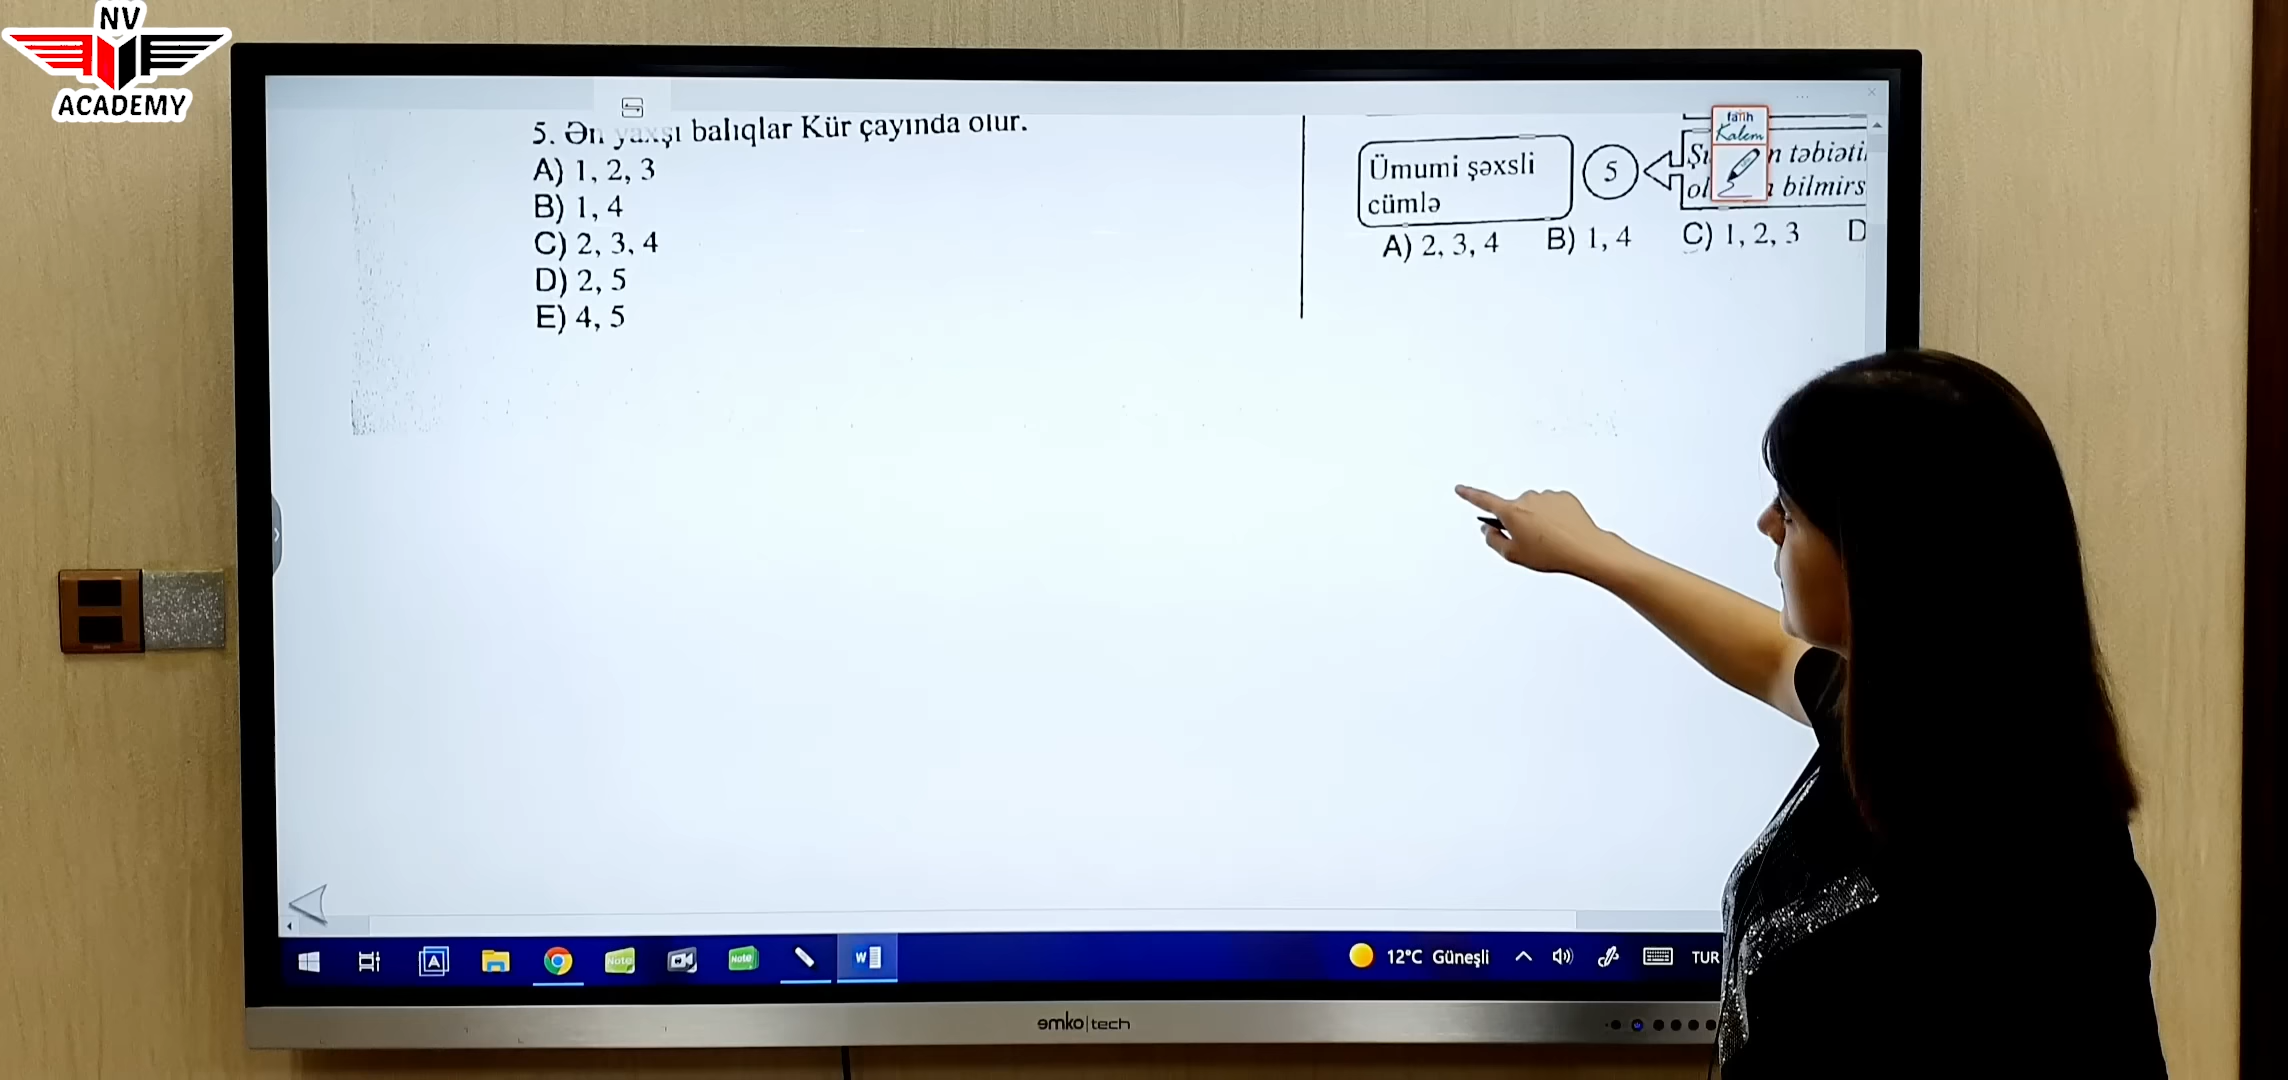 NV
ACADEMY
5. Ən yaxşı balıqlar Kür çayında olur.
A) 1, 2, 3
B) 1, 4
C) 2, 3, 4
D) 2, 5
E) 4, 5
Ümumi şəxsli
cümlə
5
n təbiəti
bilmirs
fatih
Kalem
A) 2, 3, 4 B) 1, 4 C) 1, 2, 3 D
12°C Güneşli
TUR
Note
Note
emko|tech